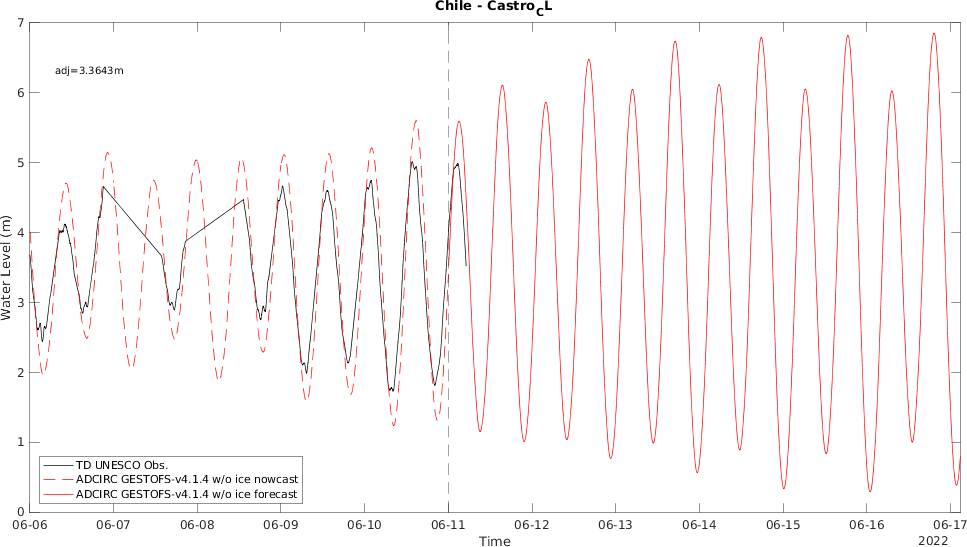 Chile - CastroCL
adj=3.3643m
Water Level (m)
7
6
5
4
3
2
1
0
TD UNESCO Obs.
ADCIRC GESTOFS-v4.1.4 w/o ice nowcast
ADCIRC GESTOFS-v4.1.4 w/o ice forecast
06-06 06-07 06-08 06-09 06-10 06-11 06-12 06-13 06-14 06-15 06-16 06-17
Time
2022